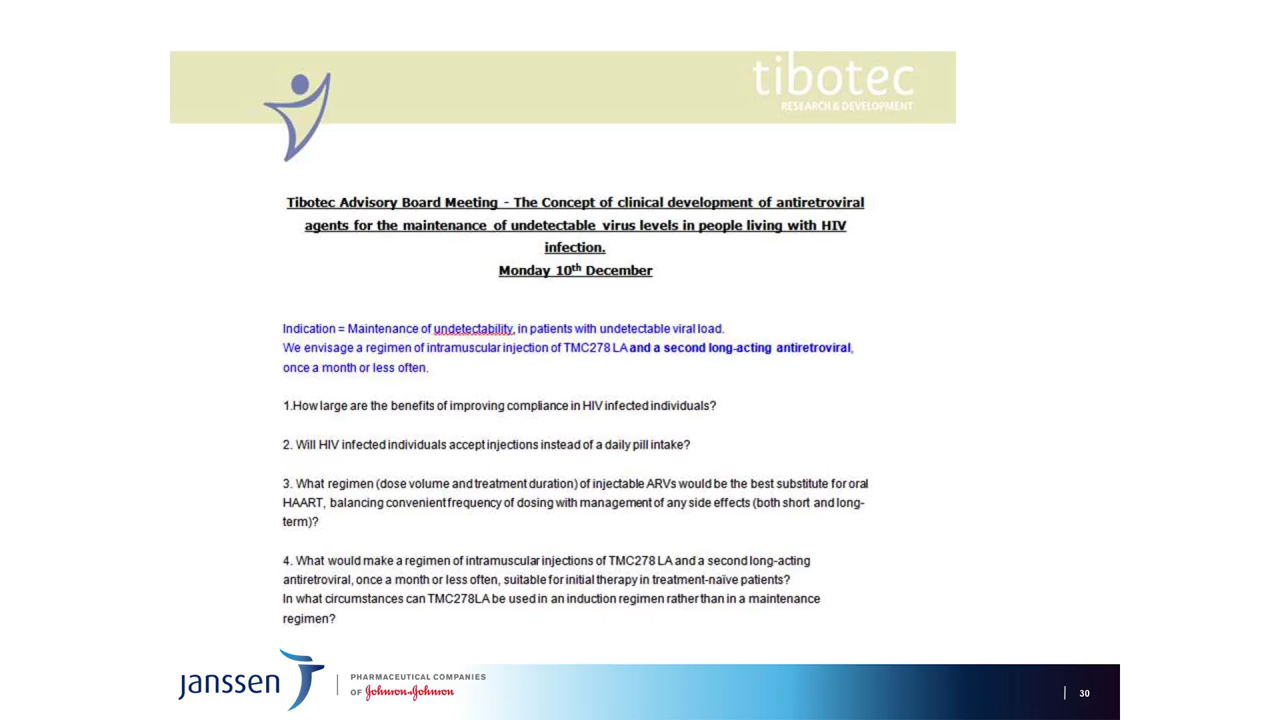 tibotec
RESEARCH & DEVELOPMENT
Tibotec Advisory Board Meeting - The Concept of clinical development of antiretroviral
agents for the maintenance of undetectable virus levels in people living with HIV
infection.
Monday 10th December
Indication = Maintenance of undetectability, in patients with undetectable viral load.
We envisage a regimen of intramuscular injection of TMC278 LA and a second long-acting antiretroviral,
once a month or less often.
1.How large are the benefits of improving compliance in HIV infected individuals?
2. Will HIV infected individuals accept injections instead of a daily pill intake?
3. What regimen (dose volume and treatment duration) of injectable ARVs would be the best substitute for oral
HAART, balancing convenient frequency of dosing with management of any side effects (both short and long-
term)?
4. What would make a regimen of intramuscular injections of TMC278 LA and a second long-acting
antiretroviral, once a month or less often, suitable for initial therapy in treatment-naïve patients?
In what circumstances can TMC278LA be used in an induction regimen rather than in a maintenance
regimen?
janssen
PHARMACEUTICAL COMPANIES
OF Johnson & Johnson
30